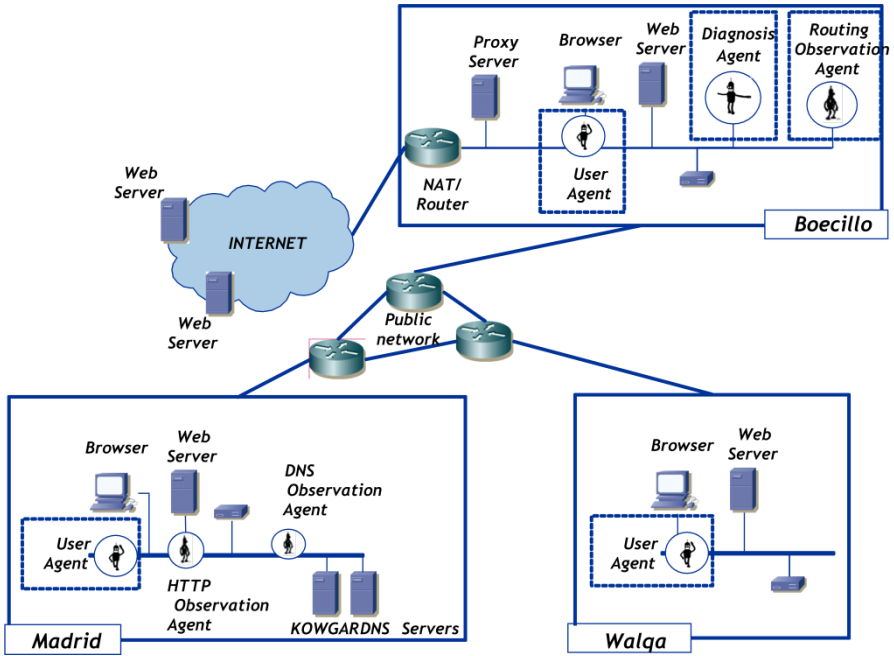 Proxy
Server
Browser
Web
Server
Diagnosis
Agent
Routing
Observation
Agent
User
Agent
NAT/
Router
Boecillo
Web
Server
INTERNET
Web
Server
Public
network
Browser
Web
Server
DNS
Observation
Agent
User
Agent
HTTP
Observation
Agent
KOWGARDNS Servers
Madrid
Browser
Web
Server
User
Agent
Walqa